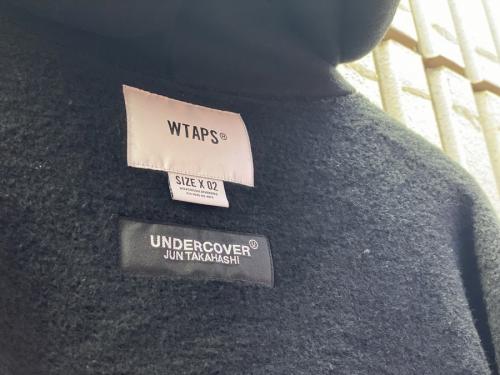 WTAPS®
SIZE X 02
UNDERCOVER Ⓤ
JUN TAKAHASHI